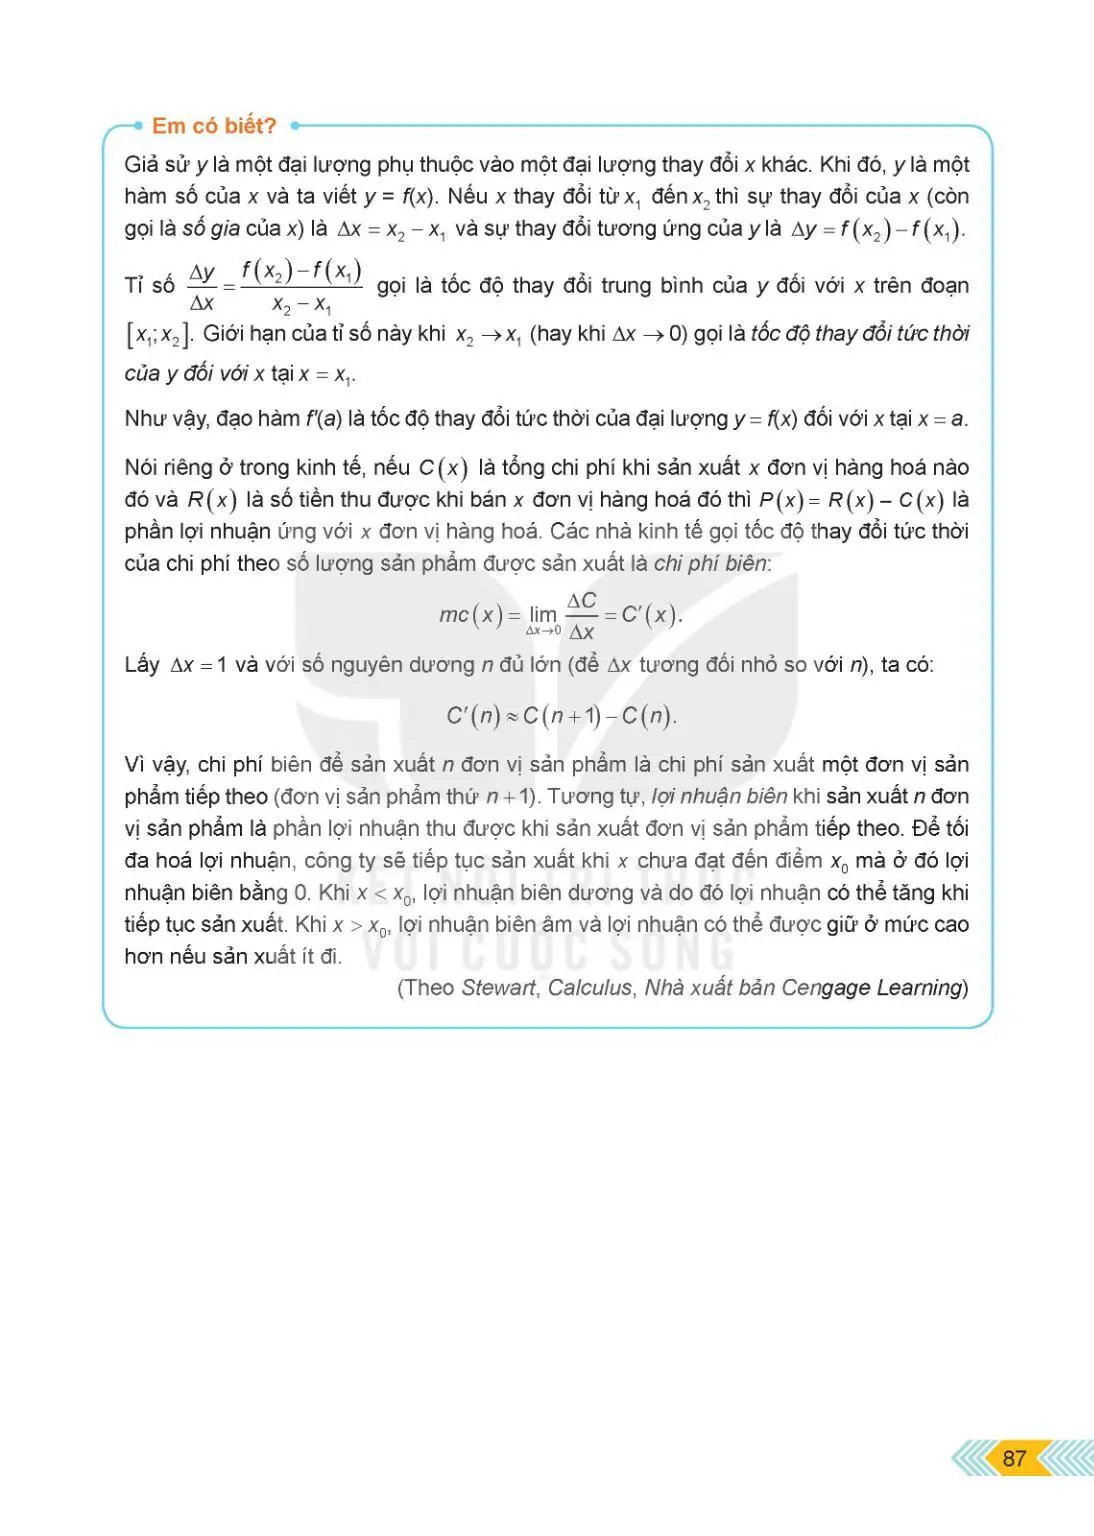 Em có biết?
Giả sử y là một đại lượng phụ thuộc vào một đại lượng thay đổi x khác. Khi đó, y là một
hàm số của x và ta viết y = f(x). Nếu x thay đổi từ x₁ đến x₂ thì sự thay đổi của x (còn
gọi là số gia của x) là Δx = x₂ − x₁ và sự thay đổi tương ứng của y là Δy = f(x₂) − f(x₁).
Tỉ số Δy/Δx = (f(x₂) − f(x₁))/(x₂ − x₁) gọi là tốc độ thay đổi trung bình của y đối với x trên đoạn
[x₁; x₂]. Giới hạn của tỉ số này khi x₂ → x₁ (hay khi Δx → 0) gọi là tốc độ thay đổi tức thời
của y đối với x tại x = x₁.
Như vậy, đạo hàm f'(a) là tốc độ thay đổi tức thời của đại lượng y = f(x) đối với x tại x = a.
Nói riêng ở trong kinh tế, nếu C(x) là tổng chi phí khi sản xuất x đơn vị hàng hoá nào
đó và R(x) là số tiền thu được khi bán x đơn vị hàng hoá đó thì P(x) = R(x) – C(x) là
phần lợi nhuận ứng với x đơn vị hàng hoá. Các nhà kinh tế gọi tốc độ thay đổi tức thời
của chi phí theo số lượng sản phẩm được sản xuất là chi phí biên:
mc(x) = lim_{Δx→0} ΔC/Δx = C'(x).
Lấy Δx = 1 và với số nguyên dương n đủ lớn (để Δx tương đối nhỏ so với n), ta có:
C'(n) ≈ C(n + 1) − C(n).
Vì vậy, chi phí biên để sản xuất n đơn vị sản phẩm là chi phí sản xuất một đơn vị sản
phẩm tiếp theo (đơn vị sản phẩm thứ n + 1). Tương tự, lợi nhuận biên khi sản xuất n đơn
vị sản phẩm là phần lợi nhuận thu được khi sản xuất đơn vị sản phẩm tiếp theo. Để tối
đa hoá lợi nhuận, công ty sẽ tiếp tục sản xuất khi x chưa đạt đến điểm x₀ mà ở đó lợi
nhuận biên bằng 0. Khi x < x₀, lợi nhuận biên dương và do đó lợi nhuận có thể tăng khi
tiếp tục sản xuất. Khi x > x₀, lợi nhuận biên âm và lợi nhuận có thể được giữ ở mức cao
hơn nếu sản xuất ít đi.
(Theo Stewart, Calculus, Nhà xuất bản Cengage Learning)
KẾT NỐI TRI THỨC
VỚI CUỘC SỐNG
87